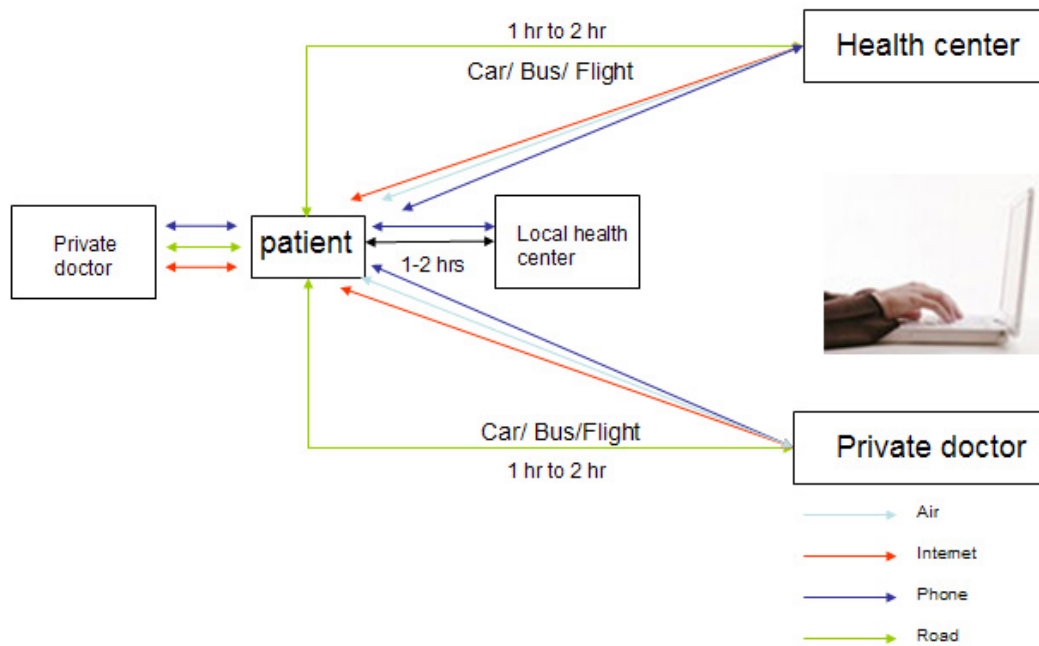 1 hr to 2 hr
Health center
Car/ Bus/ Flight
Private
doctor
patient
Local health
center
1-2 hrs
Car/ Bus/Flight
1 hr to 2 hr
Private doctor
Air
Internet
Phone
Road